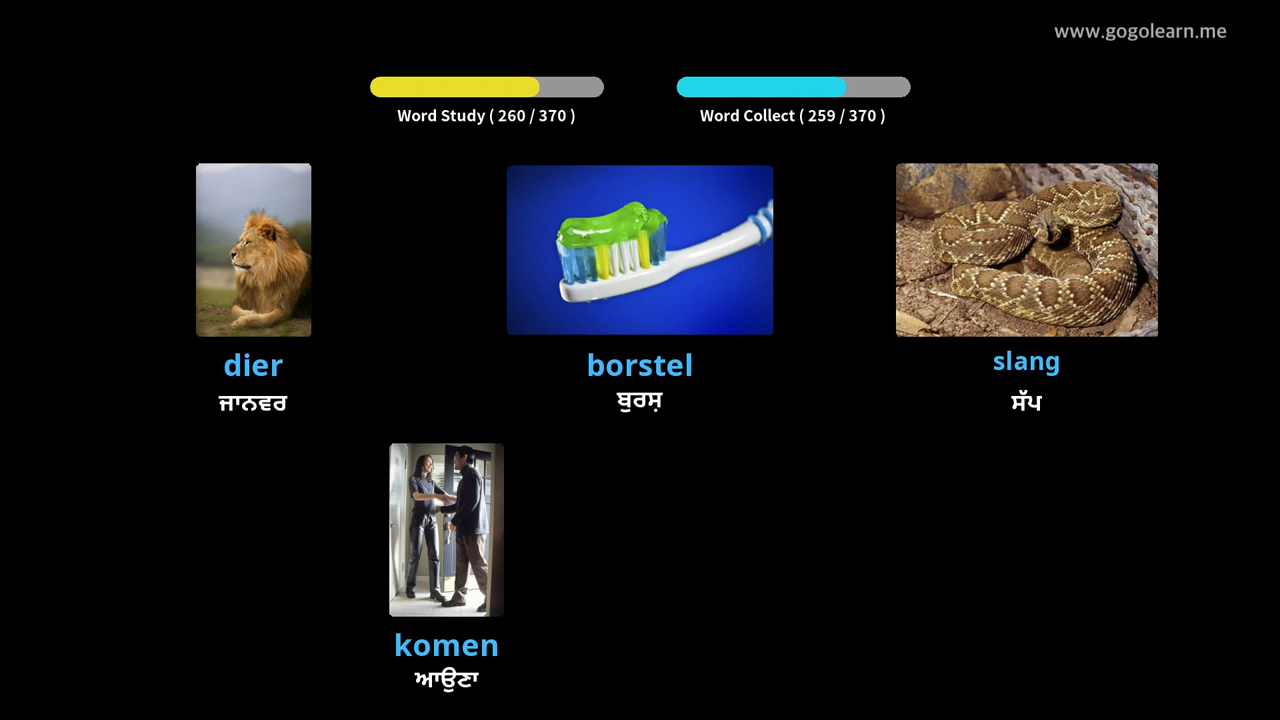 www.gogolearn.me
Word Study ( 260 / 370 )
Word Collect ( 259 / 370 )
dier
ਜਾਨਵਰ
borstel
ਬੁਰਸ਼
slang
ਸੱਪ
komen
ਆਉਣਾ